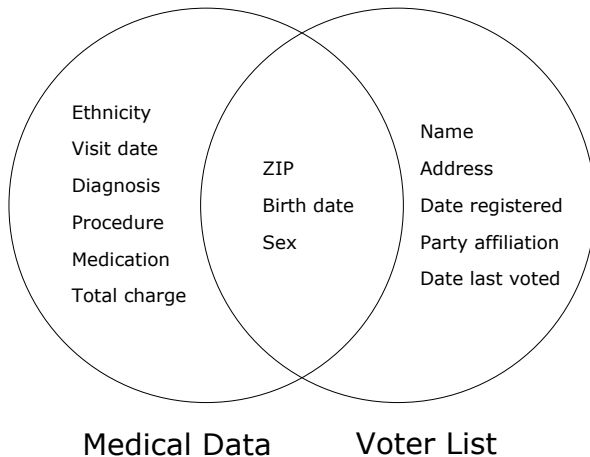 Ethnicity
Visit date
Diagnosis
Procedure
Medication
Total charge
ZIP
Birth date
Sex
Name
Address
Date registered
Party affiliation
Date last voted
Medical Data
Voter List